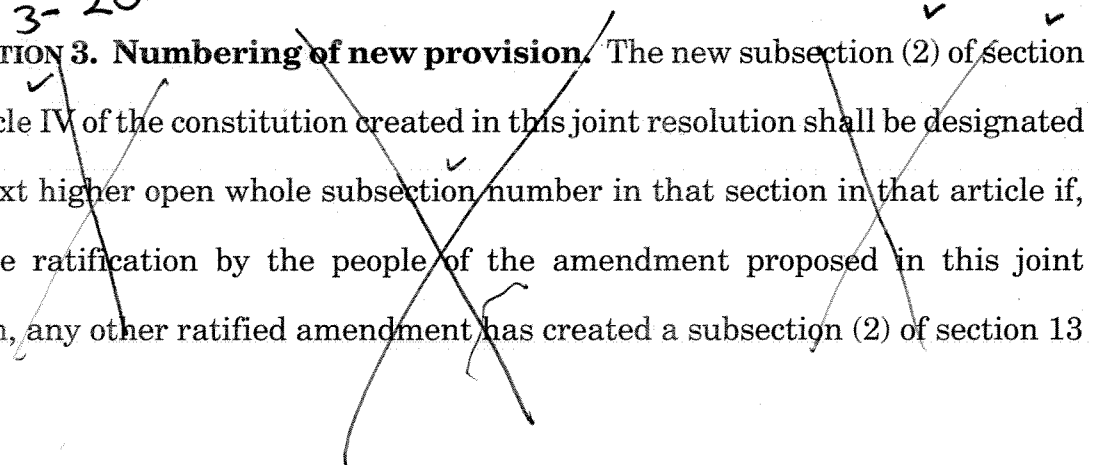 3- 20
TION 3. Numbering of new provision. The new subsection (2) of section
cle IV of the constitution created in this joint resolution shall be designated
xt higher open whole subsection number in that section in that article if,
e ratification by the people of the amendment proposed in this joint
n, any other ratified amendment has created a subsection (2) of section 13